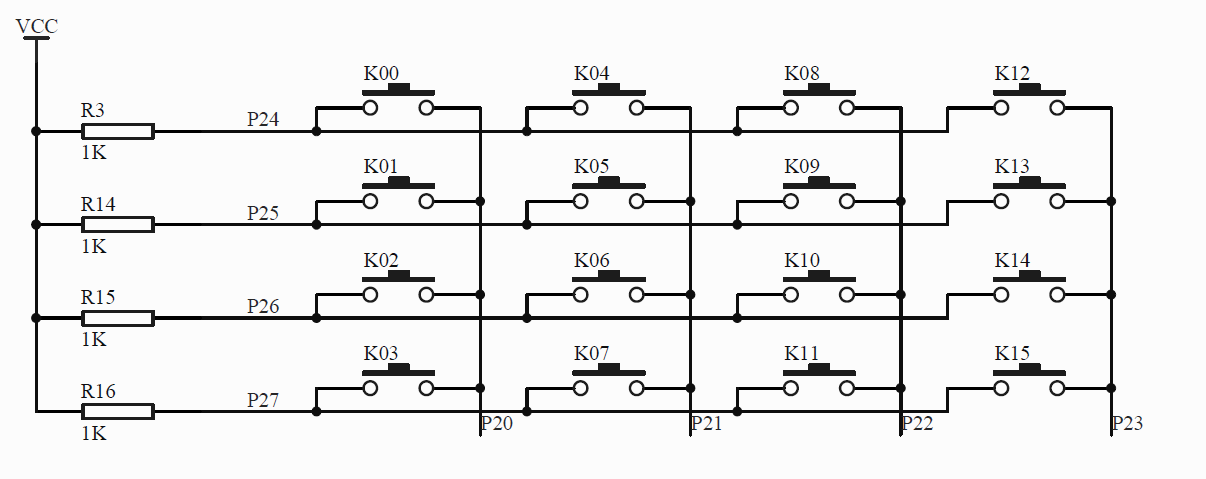 VCC
K00 K04 K08 K12
R3 P24
1K
K01 K05 K09 K13
R14 P25
1K
K02 K06 K10 K14
R15 P26
1K
K03 K07 K11 K15
R16 P27
1K P20 P21 P22 P23